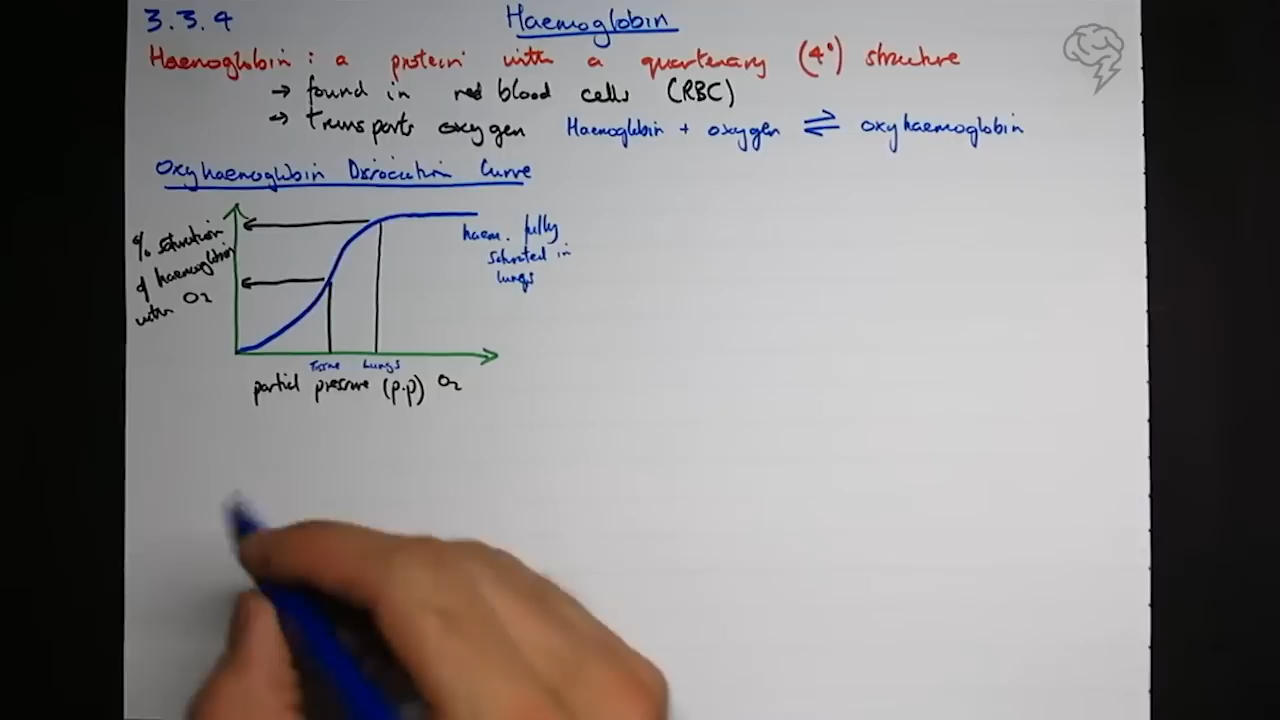 3.3.4 Haemoglobin
Haemoglobin : a protein with a quartenary (4°) structure
→ found in red blood cells (RBC)
→ transports oxygen Haemoglobin + oxygen ⇌ oxyhaemoglobin
Oxyhaemoglobin Dissociation Curve
% saturation
of haemoglobin
with O2
haem. fully
saturated in
lungs
Tissue Lungs
partial pressure (p.p) O2